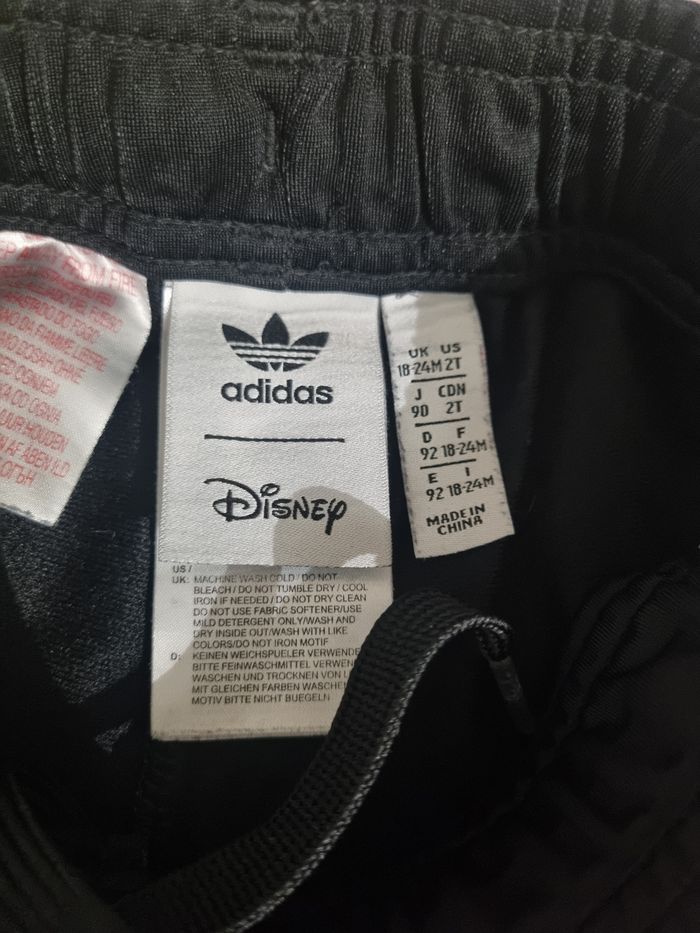 FROM FIRE
adidas
Disney
UK US
18-24M 2T
J CDN
90 2T
D F
92 18-24M
E I
92 18-24M
MADE IN
CHINA
US /
UK: MACHINE WASH COLD / DO NOT
BLEACH / DO NOT TUMBLE DRY / COOL
IRON IF NEEDED / DO NOT DRY CLEAN
DO NOT USE FABRIC SOFTENER/USE
MILD DETERGENT ONLY/WASH AND
DRY INSIDE OUT/WASH WITH LIKE
COLORS/DO NOT IRON MOTIF
D: KEINEN WEICHSPUELER VERWENDE
BITTE FEINWASCHMITTEL VERWEN
WASCHEN UND TROCKNEN VON
MIT GLEICHEN FARBEN WASCHE
MOTIV BITTE NICHT BUEGELN